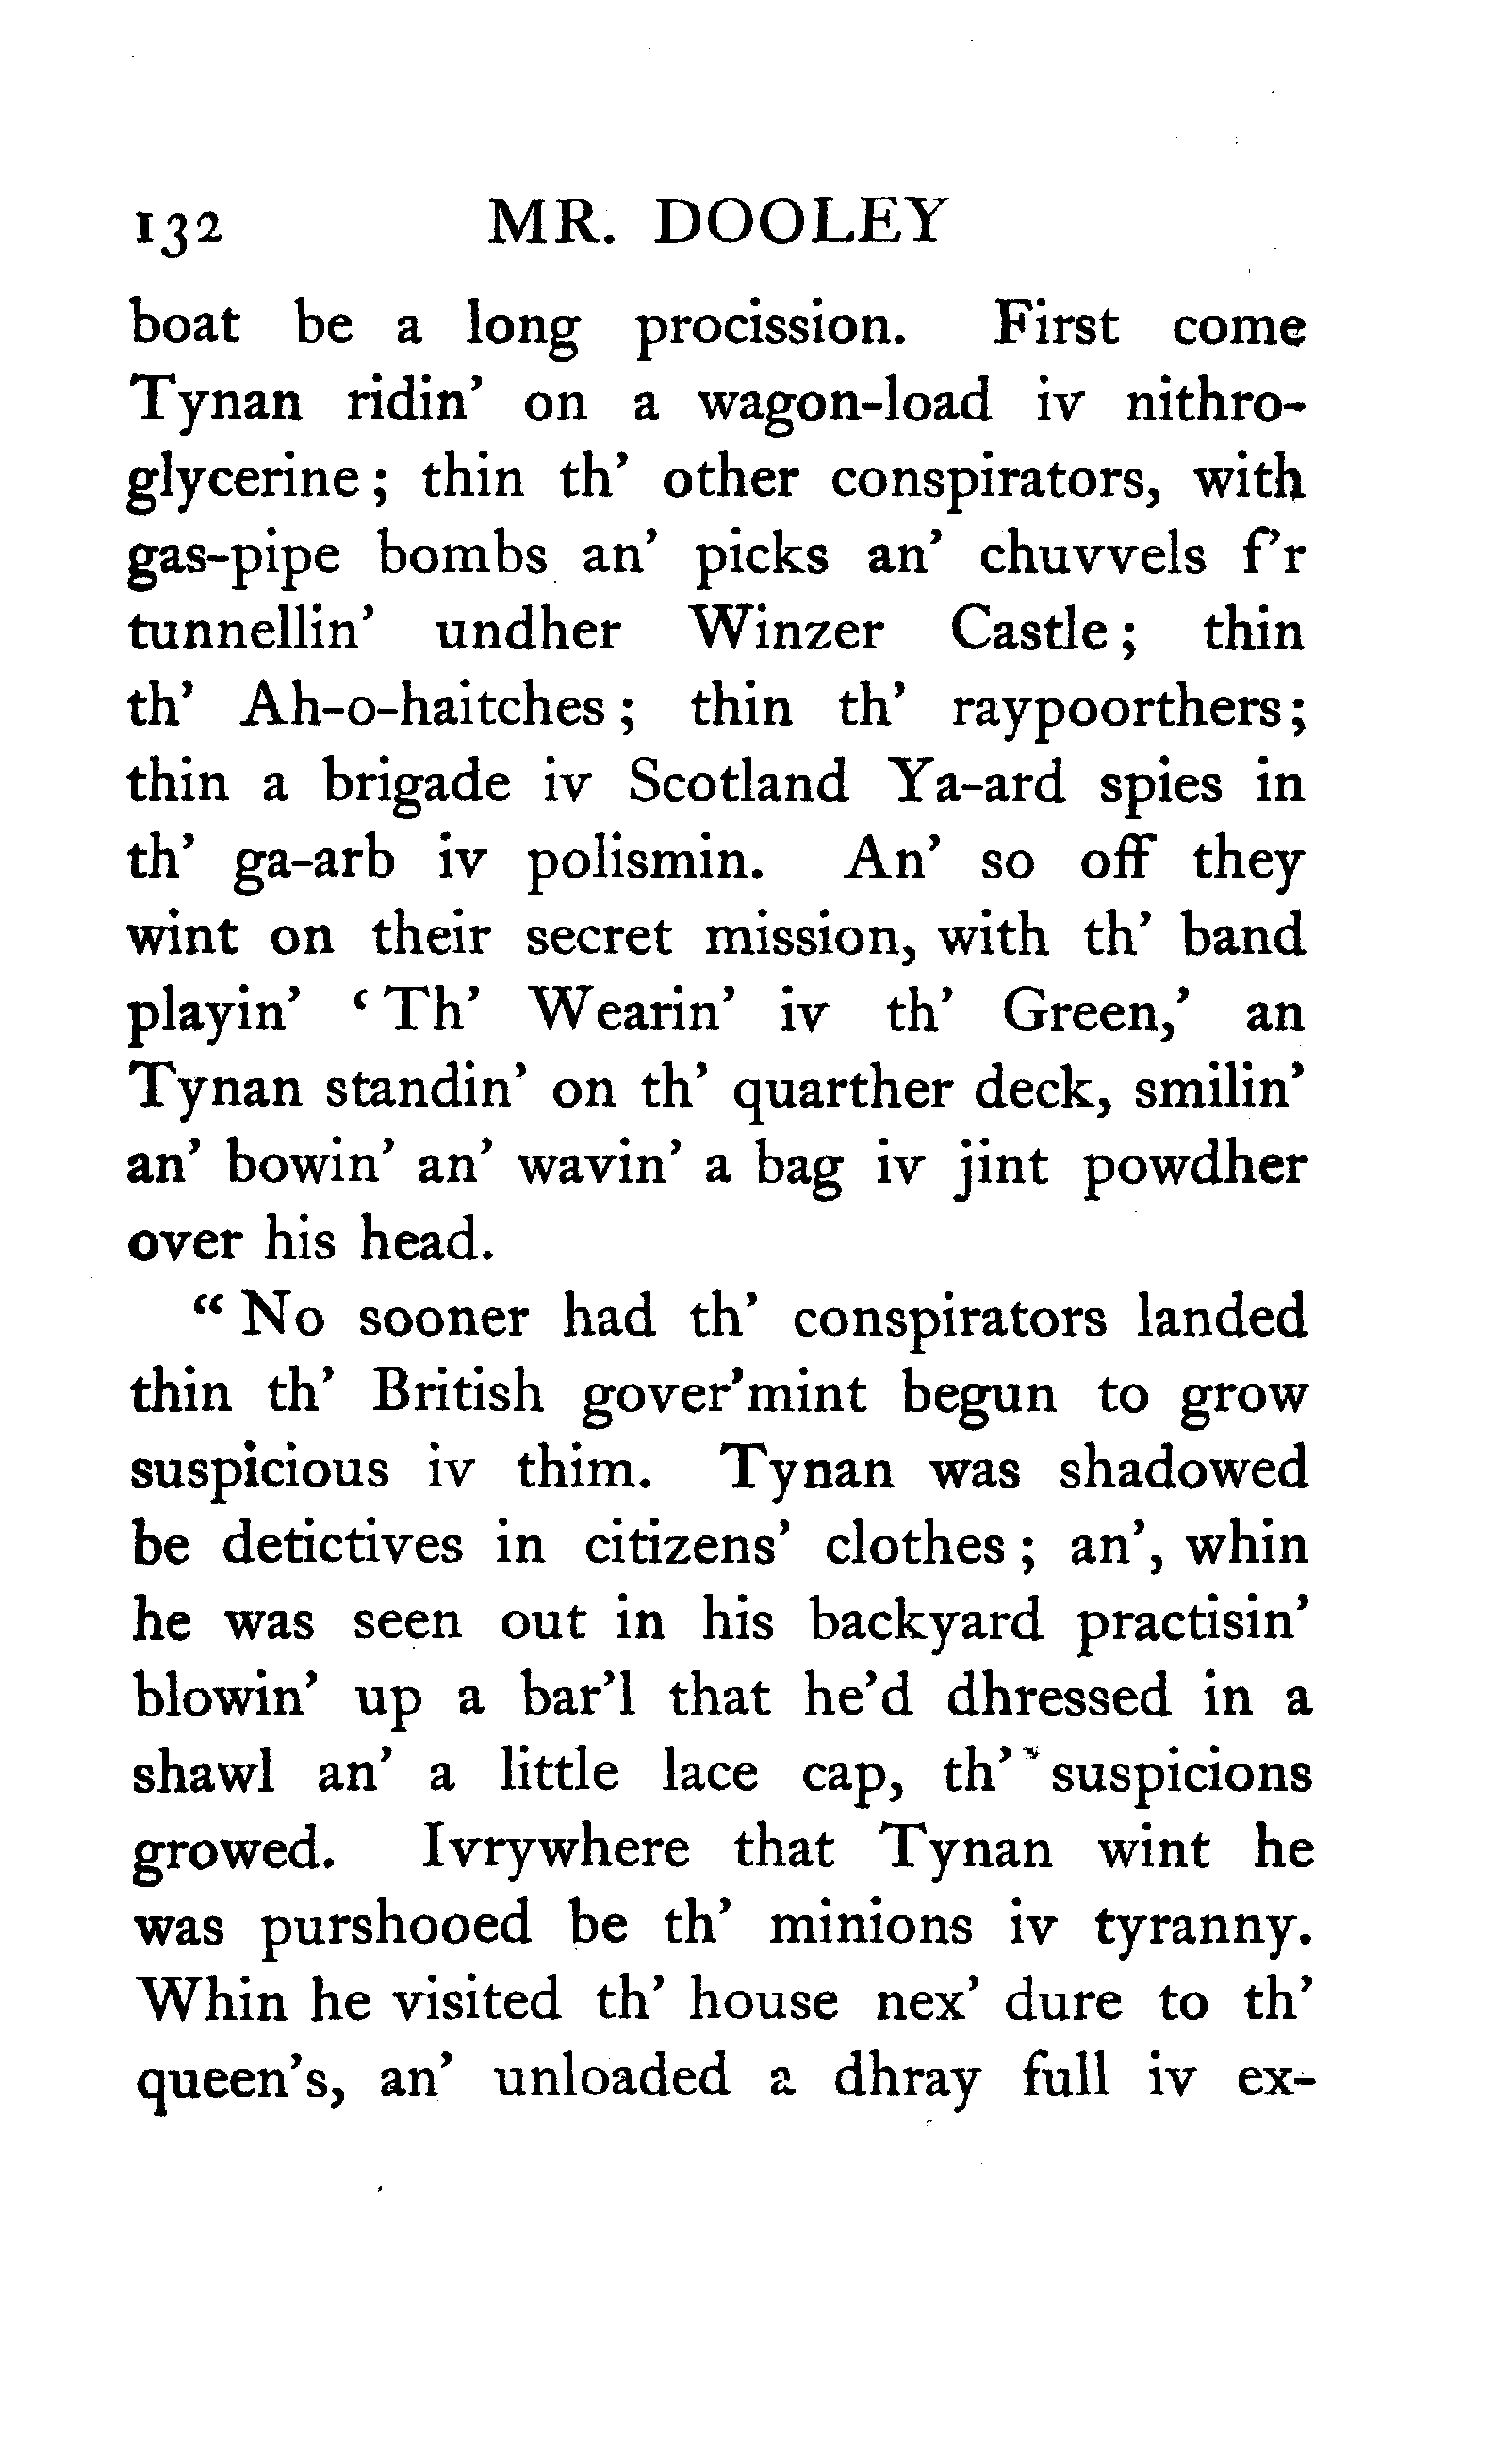 132 MR. DOOLEY
boat be a long procission. First come
Tynan ridin' on a wagon-load iv nithro-
glycerine; thin th' other conspirators, with
gas-pipe bombs an' picks an' chuvvels f'r
tunnellin' undher Winzer Castle; thin
th' Ah-o-haitches; thin th' raypoorthers;
thin a brigade iv Scotland Ya-ard spies in
th' ga-arb iv polismin. An' so off they
wint on their secret mission, with th' band
playin' 'Th' Wearin' iv th' Green,' an
Tynan standin' on th' quarther deck, smilin'
an' bowin' an' wavin' a bag iv jint powdher
over his head.
"No sooner had th' conspirators landed
thin th' British gover'mint begun to grow
suspicious iv thim. Tynan was shadowed
be detictives in citizens' clothes; an', whin
he was seen out in his backyard practisin'
blowin' up a bar'l that he'd dhressed in a
shawl an' a little lace cap, th' suspicions
growed. Ivrywhere that Tynan wint he
was purshooed be th' minions iv tyranny.
Whin he visited th' house nex' dure to th'
queen's, an' unloaded a dhray full iv ex-